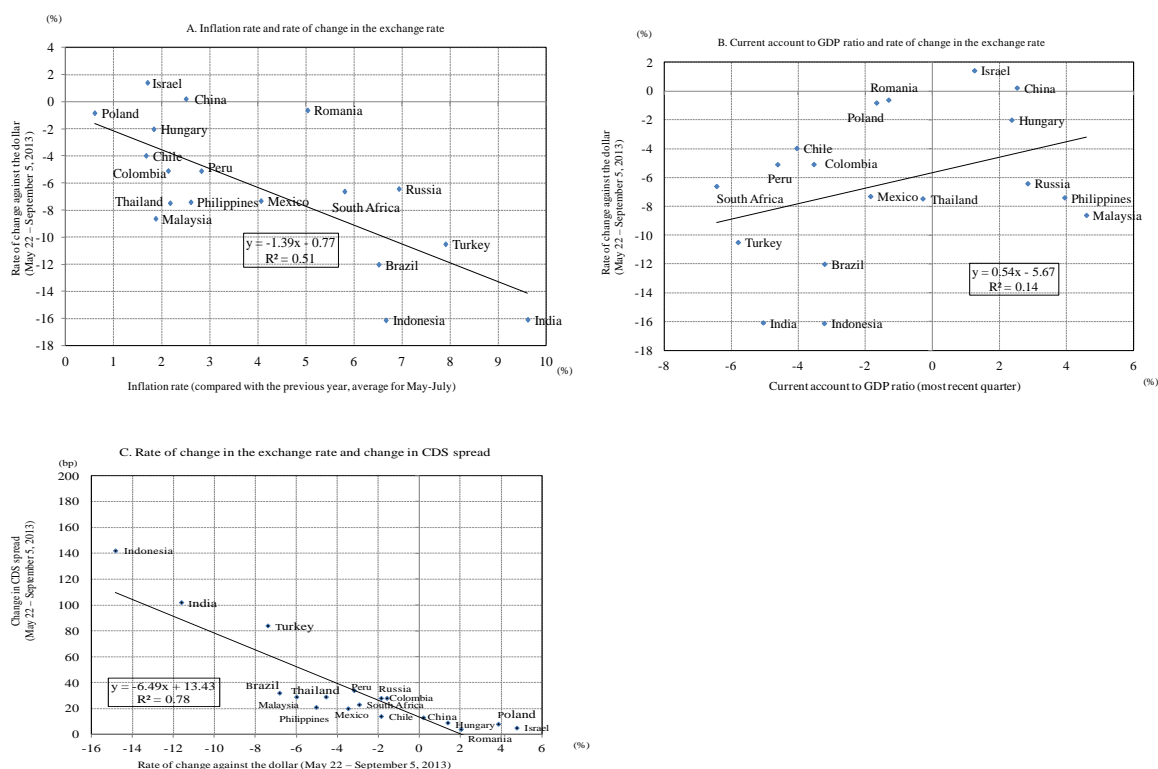 (%)
A. Inflation rate and rate of change in the exchange rate
4
2
0
-2
-4
-6
-8
-10
-12
-14
-16
-18
0 1 2 3 4 5 6 7 8 9 10
Rate of change against the dollar
(May 22 – September 5, 2013)
Israel
China
Poland
Romania
Hungary
Chile
Colombia
Peru
Thailand
Philippines
Mexico
South Africa
Russia
Malaysia
Turkey
Brazil
Indonesia
India
y = -1.39x - 0.77
R² = 0.51
Inflation rate (compared with the previous year, average for May-July)
(%)
(%)
B. Current account to GDP ratio and rate of change in the exchange rate
2
0
-2
-4
-6
-8
-10
-12
-14
-16
-18
-8 -6 -4 -2 0 2 4 6
Rate of change against the dollar
(May 22 – September 5, 2013)
Israel
Romania
China
Poland
Hungary
Chile
Colombia
Peru
South Africa
Mexico
Thailand
Russia
Philippines
Malaysia
Turkey
Brazil
India
Indonesia
y = 0.54x - 5.67
R² = 0.14
Current account to GDP ratio (most recent quarter)
(%)
C. Rate of change in the exchange rate and change in CDS spread
(bp)
200
180
160
140
120
100
80
60
40
20
0
-16 -14 -12 -10 -8 -6 -4 -2 0 2 4 6
Change in CDS spread
(May 22 – September 5, 2013)
Indonesia
India
Turkey
Brazil
Thailand
Peru
Russia
Colombia
Malaysia
South Africa
Philippines
Mexico
Chile
China
Hungary
Poland
Israel
Romania
y = -6.49x + 13.43
R² = 0.78
(%)
Rate of change against the dollar (May 22 – September 5, 2013)